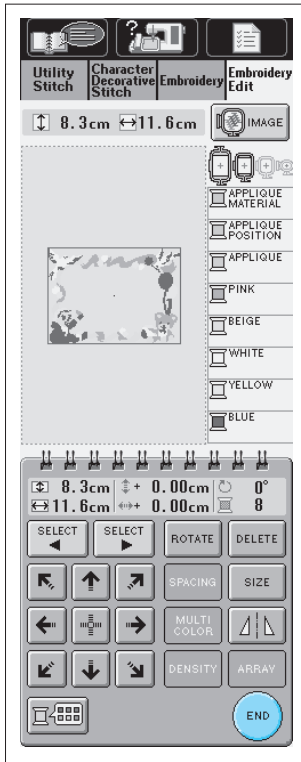 Utility Stitch
Character Decorative Stitch
Embroidery
Embroidery Edit
8.3cm 11.6cm
IMAGE
APPLIQUE MATERIAL
APPLIQUE POSITION
APPLIQUE
PINK
BEIGE
WHITE
YELLOW
BLUE
8.3cm + 0.00cm 0°
11.6cm + 0.00cm 8
SELECT SELECT ROTATE DELETE
SPACING SIZE
MULTI COLOR
DENSITY ARRAY
END